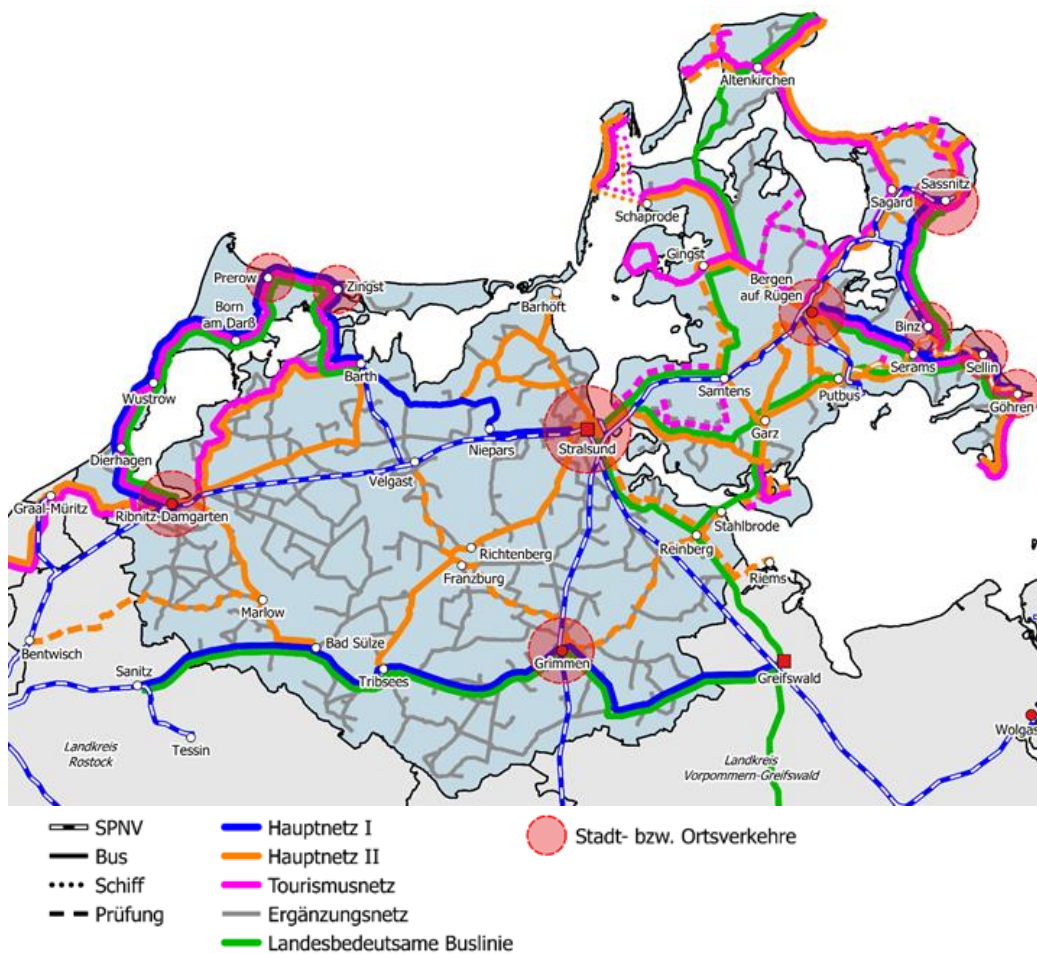 Altenkirchen
Sassnitz
Sagard
Schaprode
Gingst
Prerow
Zingst
Bergen
auf Rügen
Barhöft
Born
am Darß
Binz
Barth
Serams
Sellin
Samtens
Putbus
Wustrow
Göhren
Garz
Niepars
Stralsund
Dierhagen
Velgast
Graal-Müritz
Ribnitz-Damgarten
Stahlbrode
Reinberg
Richtenberg
Franzburg
Riems
Marlow
Bad Sülze
Bentwisch
Grimmen
Sanitz
Tribsees
Greifswald
Wolgas
Tessin
Landkreis
Rostock
Landkreis
Vorpommern-Greifswald
SPNV
Bus
Schiff
Prüfung
Hauptnetz I
Hauptnetz II
Tourismusnetz
Ergänzungsnetz
Landesbedeutsame Buslinie
Stadt- bzw. Ortsverkehre